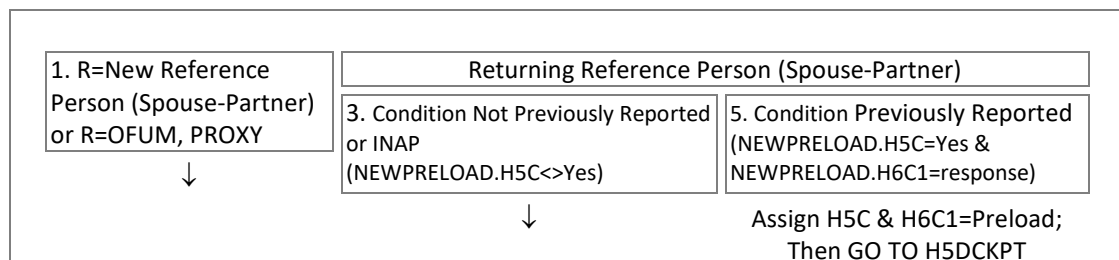 1. R=New Reference
Person (Spouse-Partner)
or R=OFUM, PROXY
↓
Returning Reference Person (Spouse-Partner)
3. Condition Not Previously Reported
or INAP
(NEWPRELOAD.H5C<>Yes)
↓
5. Condition Previously Reported
(NEWPRELOAD.H5C=Yes &
NEWPRELOAD.H6C1=response)
Assign H5C & H6C1=Preload;
Then GO TO H5DCKPT